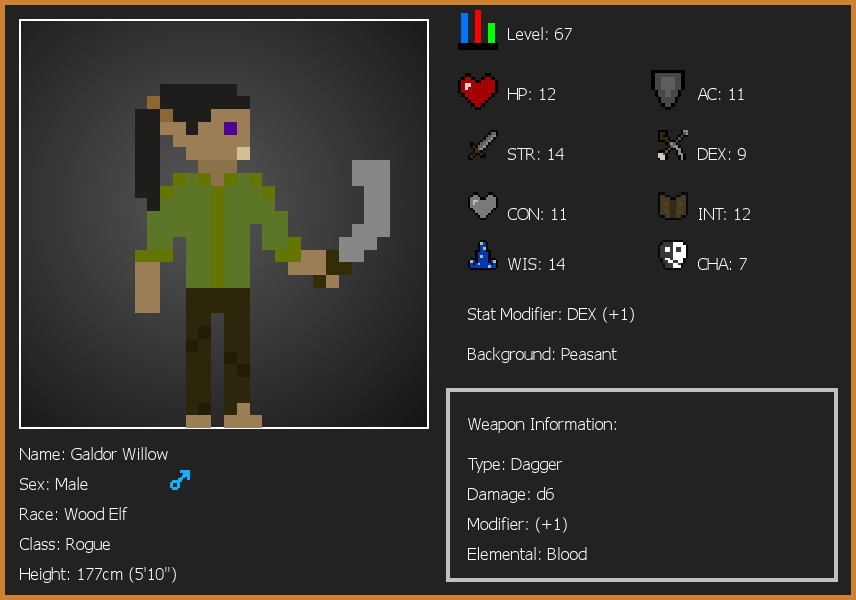 Level: 67
HP: 12
AC: 11
STR: 14
DEX: 9
CON: 11
INT: 12
WIS: 14
CHA: 7
Stat Modifier: DEX (+1)
Background: Peasant
Weapon Information:
Type: Dagger
Damage: d6
Modifier: (+1)
Elemental: Blood
Name: Galdor Willow
Sex: Male
Race: Wood Elf
Class: Rogue
Height: 177cm (5'10")